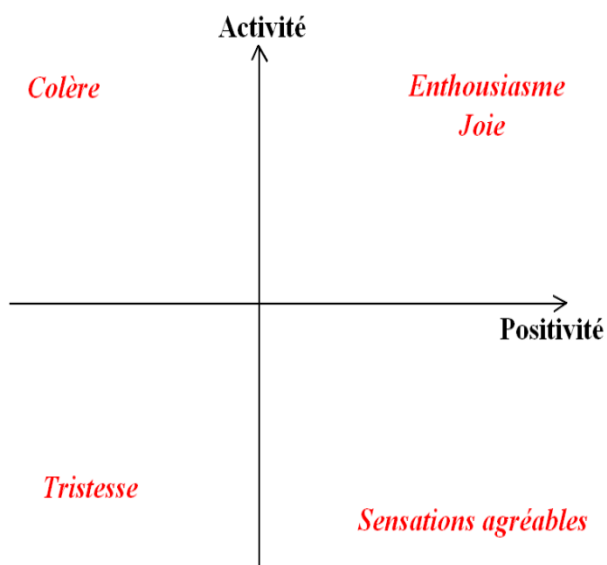 Activité
Colère
Enthousiasme
Joie
Positivité
Tristesse
Sensations agréables